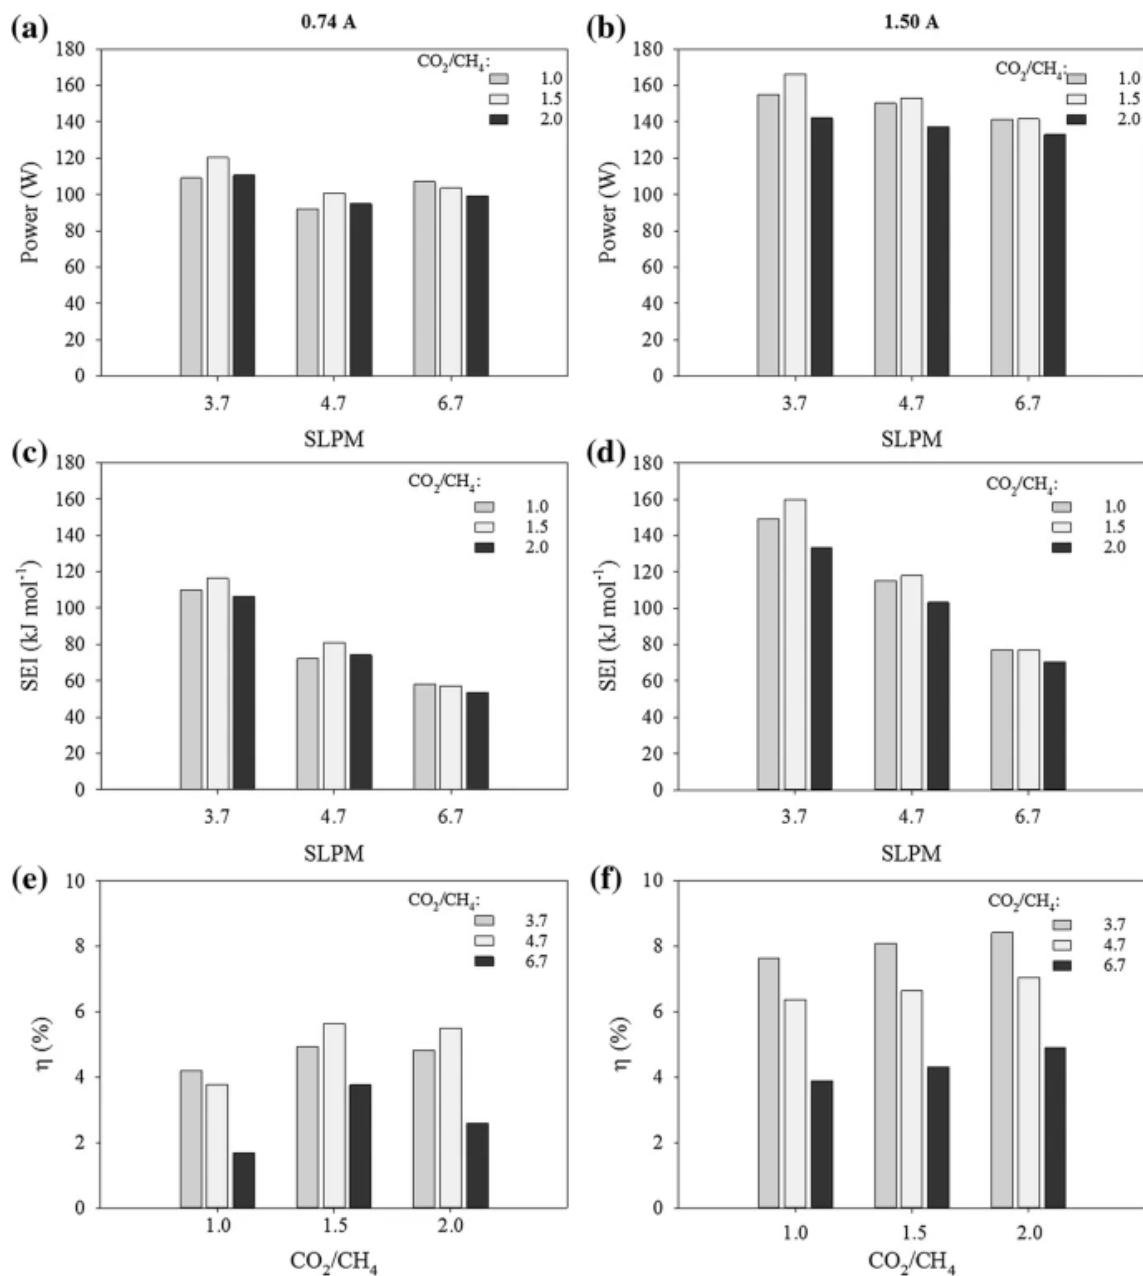 (a)
0.74 A
180
160
140
120
100
80
60
40
20
0
Power (W)
CO₂/CH₄:
1.0
1.5
2.0
3.7 4.7 6.7
SLPM
(b)
1.50 A
180
160
140
120
100
80
60
40
20
0
Power (W)
CO₂/CH₄:
1.0
1.5
2.0
3.7 4.7 6.7
SLPM
(c)
180
160
140
120
100
80
60
40
20
0
SEI (kJ mol⁻¹)
CO₂/CH₄:
1.0
1.5
2.0
3.7 4.7 6.7
SLPM
(d)
180
160
140
120
100
80
60
40
20
0
SEI (kJ mol⁻¹)
CO₂/CH₄:
1.0
1.5
2.0
3.7 4.7 6.7
SLPM
(e)
10
8
6
4
2
0
η (%)
CO₂/CH₄:
3.7
4.7
6.7
1.0 1.5 2.0
CO₂/CH₄
(f)
10
8
6
4
2
0
η (%)
CO₂/CH₄:
3.7
4.7
6.7
1.0 1.5 2.0
CO₂/CH₄